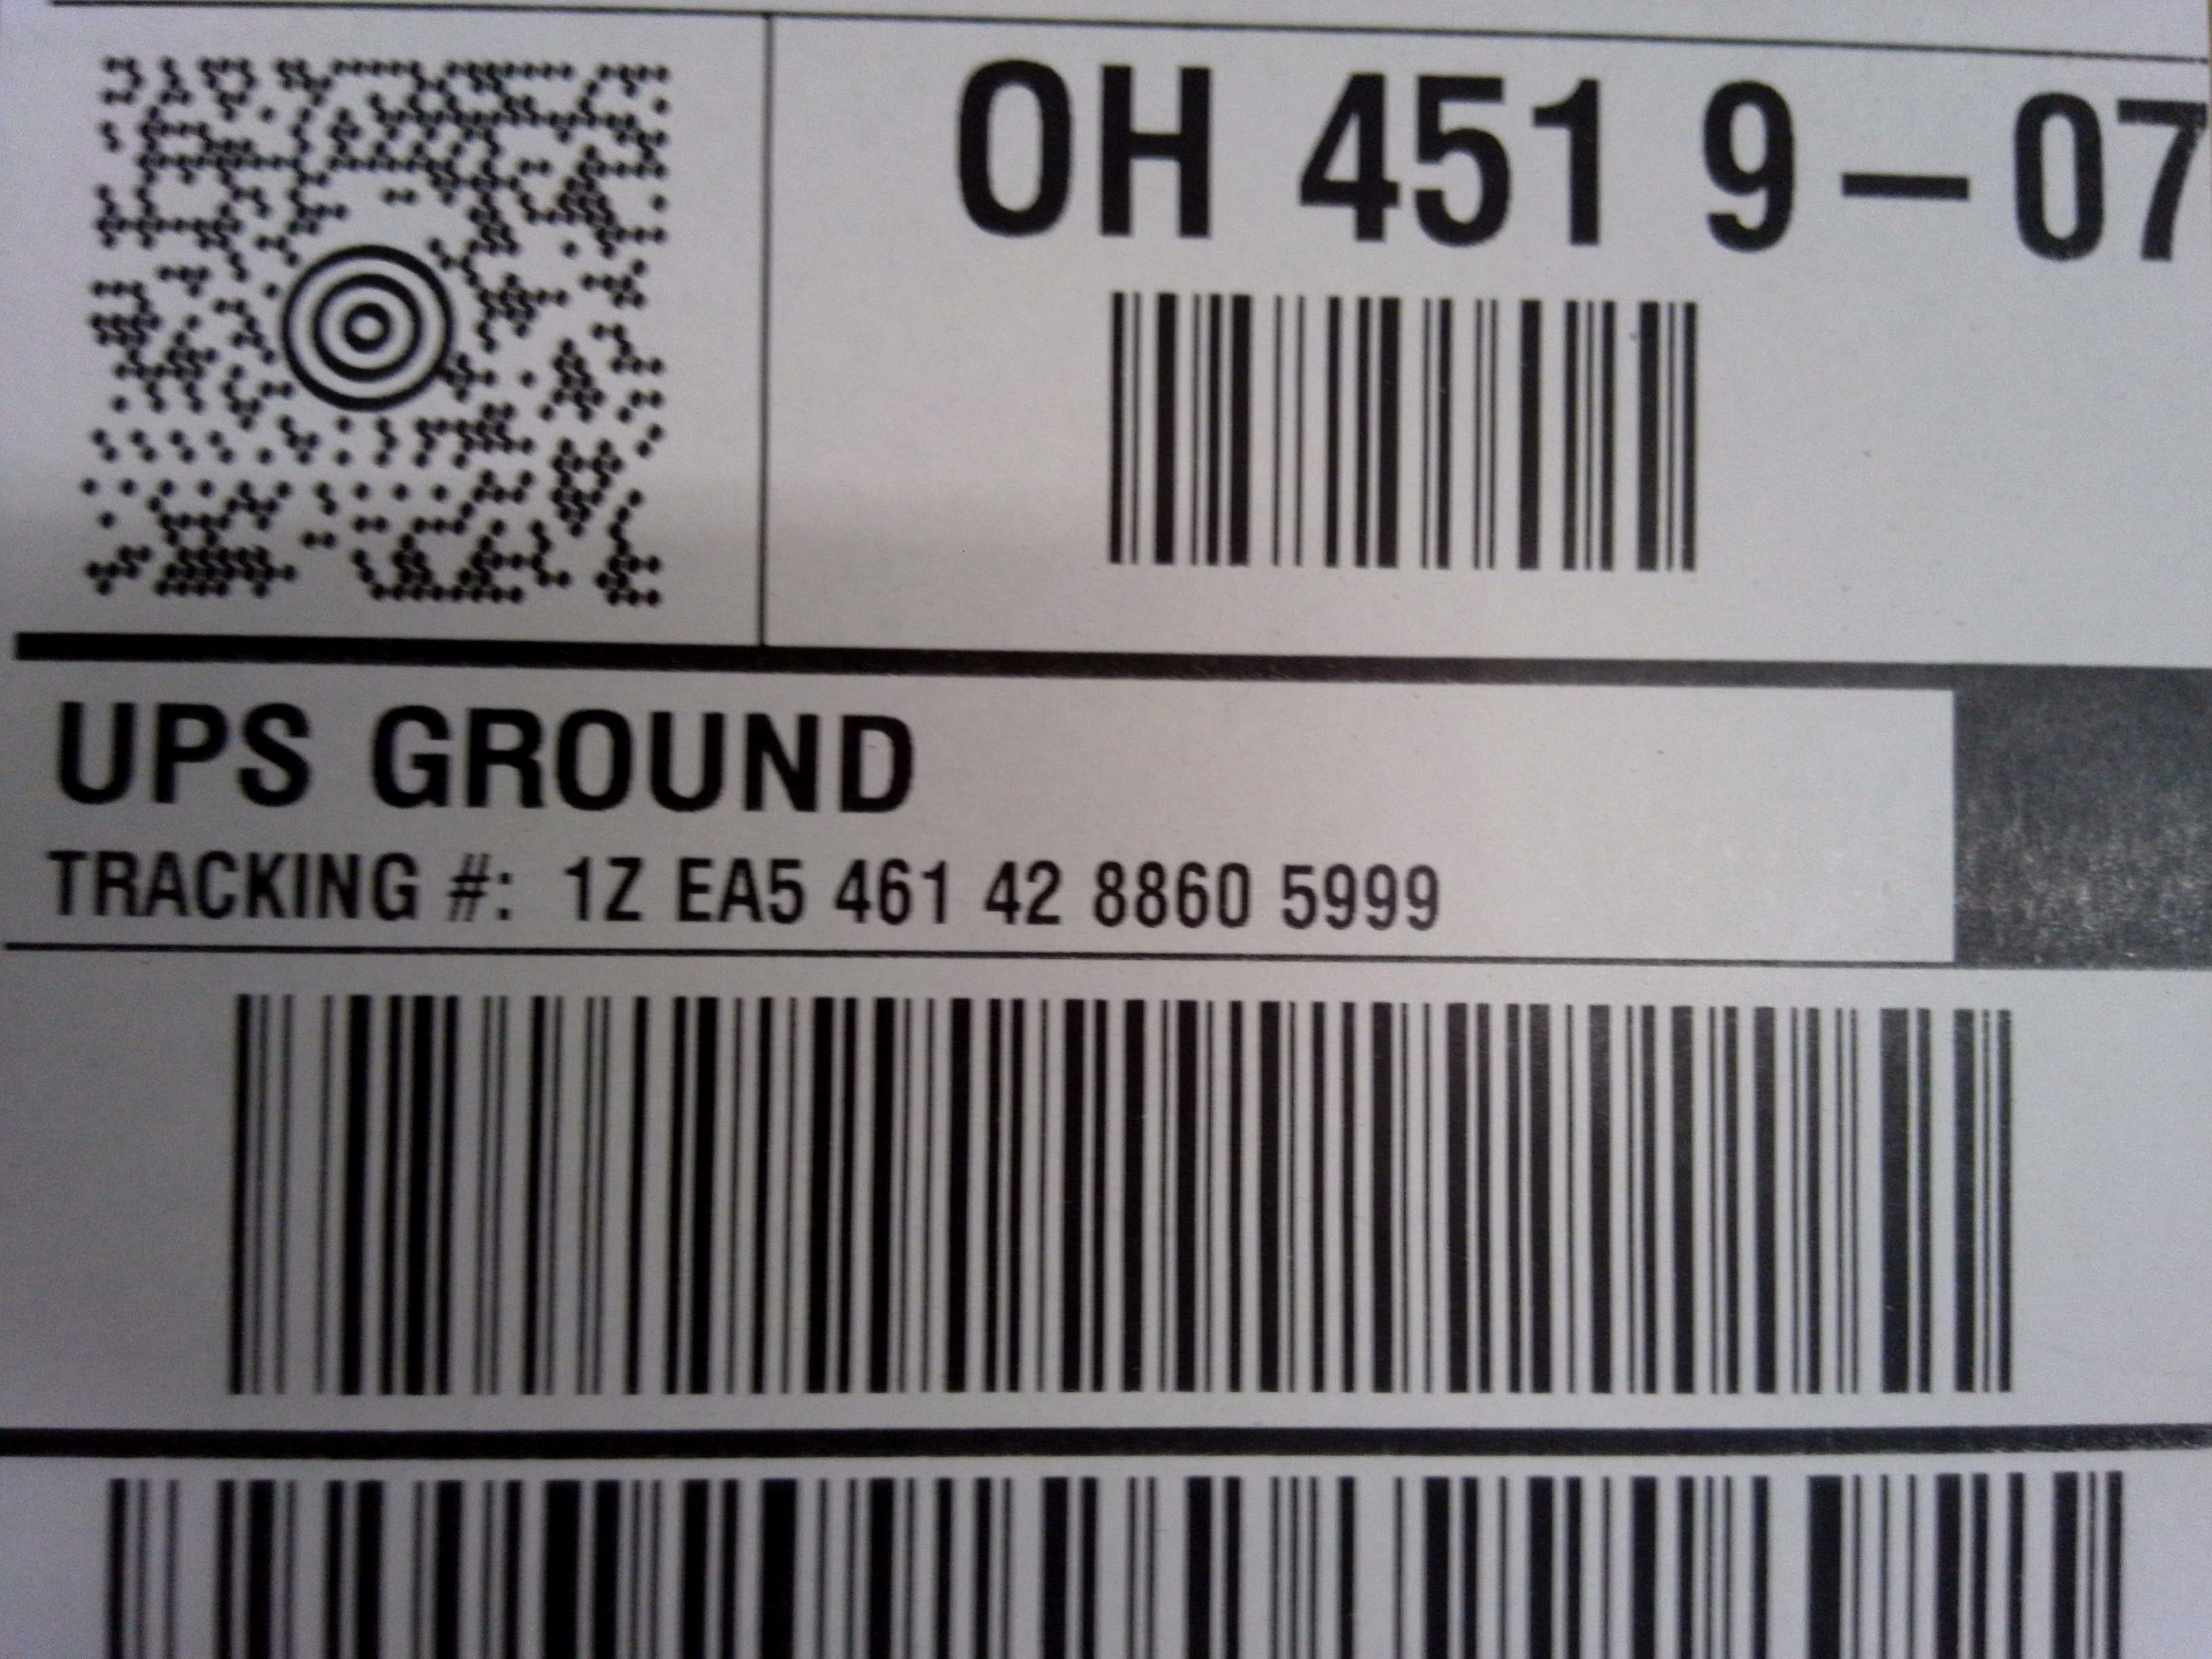 OH 451 9-07
UPS GROUND
TRACKING #: 1Z EA5 461 42 8860 5999